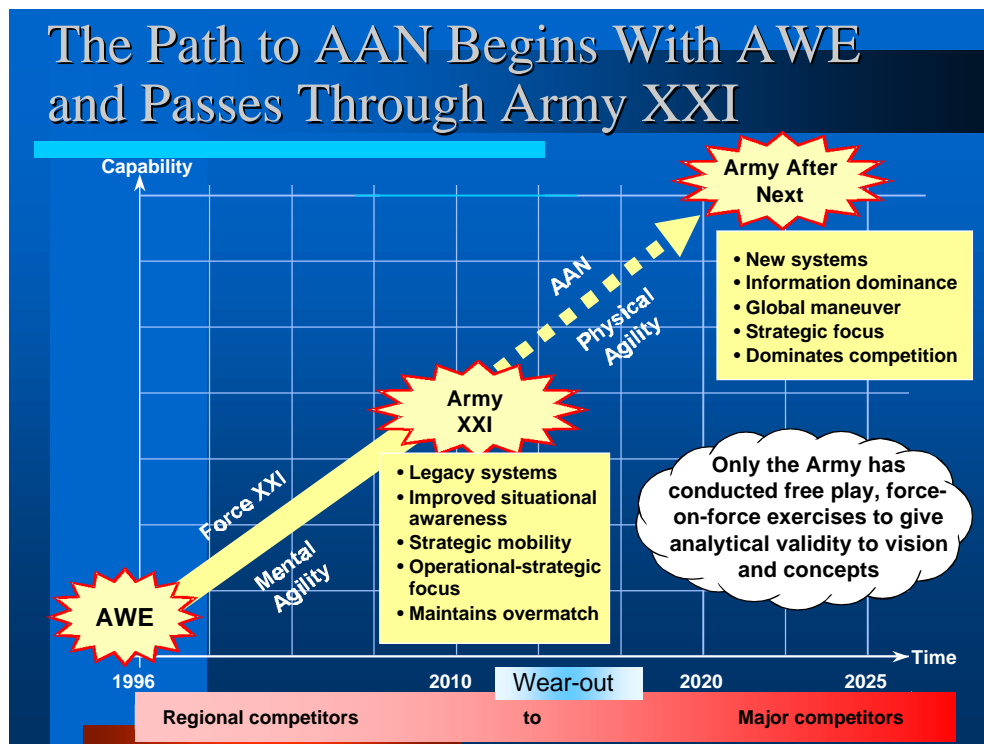 The Path to AAN Begins With AWE
and Passes Through Army XXI
Capability
Army After
Next
• New systems
• Information dominance
• Global maneuver
• Strategic focus
• Dominates competition
AAN
Physical
Agility
Army
XXI
• Legacy systems
• Improved situational
awareness
• Strategic mobility
• Operational-strategic
focus
• Maintains overmatch
Only the Army has
conducted free play, force-
on-force exercises to give
analytical validity to vision
and concepts
Force XXI
Mental
Agility
AWE
Time
1996 2010 Wear-out 2020 2025
Regional competitors to Major competitors